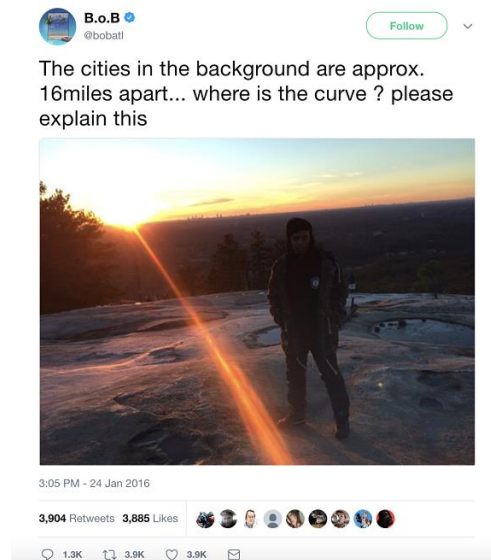 B.o.B
@bobatl
Follow
The cities in the background are approx.
16miles apart... where is the curve ? please
explain this
3:05 PM - 24 Jan 2016
3,904 Retweets 3,885 Likes
1.3K 3.9K 3.9K